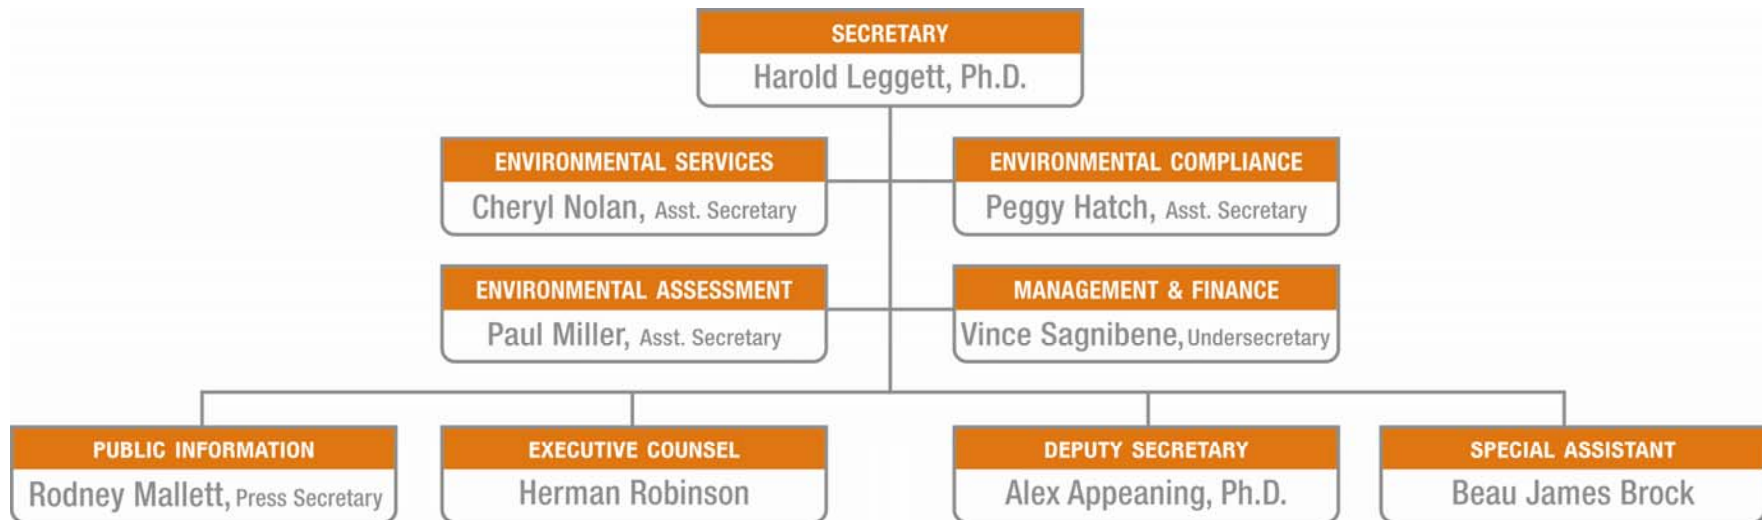 SECRETARY
Harold Leggett, Ph.D.
ENVIRONMENTAL SERVICES
Cheryl Nolan, Asst. Secretary
ENVIRONMENTAL COMPLIANCE
Peggy Hatch, Asst. Secretary
ENVIRONMENTAL ASSESSMENT
Paul Miller, Asst. Secretary
MANAGEMENT & FINANCE
Vince Sagnibene, Undersecretary
PUBLIC INFORMATION
Rodney Mallett, Press Secretary
EXECUTIVE COUNSEL
Herman Robinson
DEPUTY SECRETARY
Alex Appeaning, Ph.D.
SPECIAL ASSISTANT
Beau James Brock